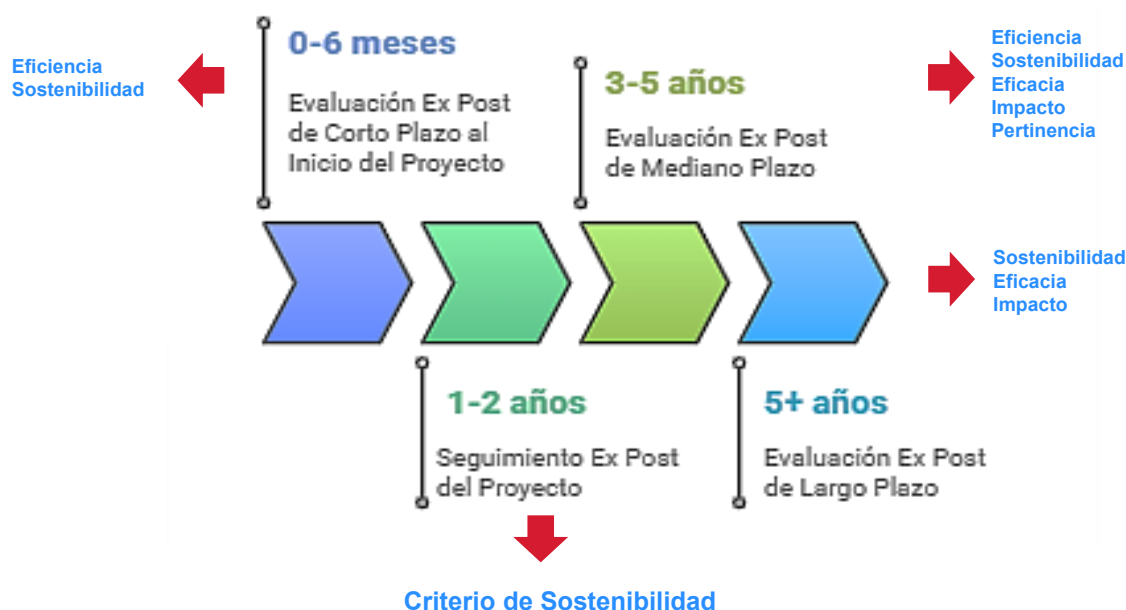 Eficiencia
Sostenibilidad
0-6 meses
Evaluación Ex Post
de Corto Plazo al
Inicio del Proyecto
3-5 años
Evaluación Ex Post
de Mediano Plazo
Eficiencia
Sostenibilidad
Eficacia
Impacto
Pertinencia
Sostenibilidad
Eficacia
Impacto
1-2 años
Seguimiento Ex Post
del Proyecto
5+ años
Evaluación Ex Post
de Largo Plazo
Criterio de Sostenibilidad